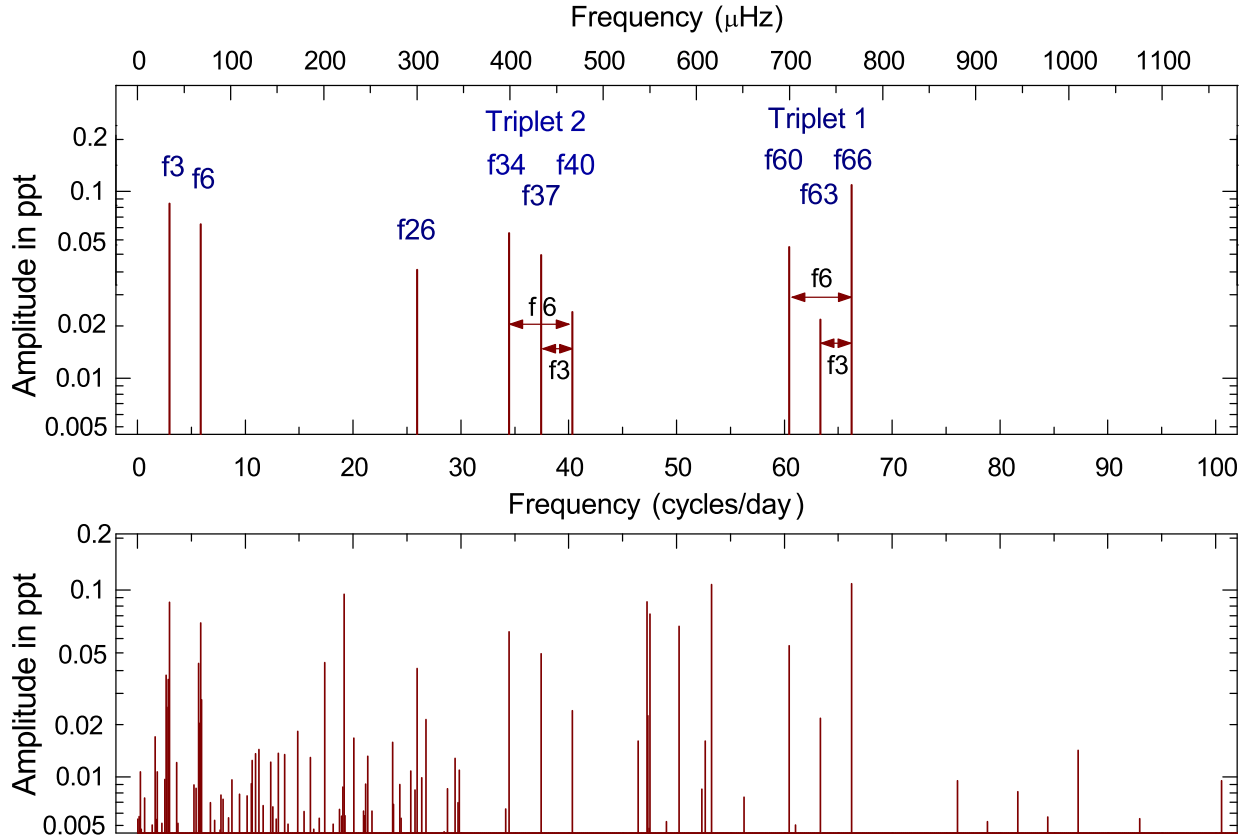 Frequency (μHz)
0 100 200 300 400 500 600 700 800 900 1000 1100
Amplitude in ppt
0.2
0.1
0.05
0.02
0.01
0.005
Triplet 2
Triplet 1
f3
f6
f26
f34
f37
f40
f60
f63
f66
f 6
f3
f6
f3
0 10 20 30 40 50 60 70 80 90 100
Frequency (cycles/day)
Amplitude in ppt
0.2
0.1
0.05
0.02
0.01
0.005